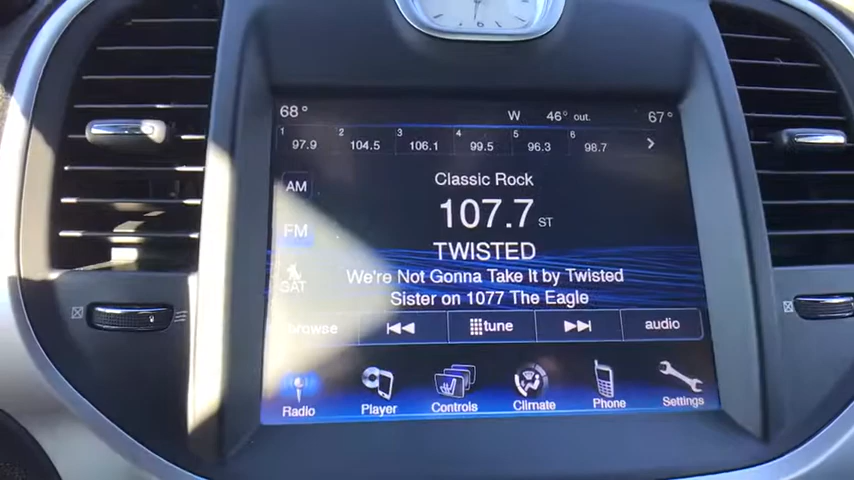 68° W 46° out. 67°
1 97.9 2 104.5 3 106.1 4 99.5 5 96.3 6 98.7
AM
Classic Rock
107.7 ST
FM
TWISTED
SAT
We're Not Gonna Take It by Twisted
Sister on 1077 The Eagle
browse tune audio
Radio Player Controls Climate Phone Settings